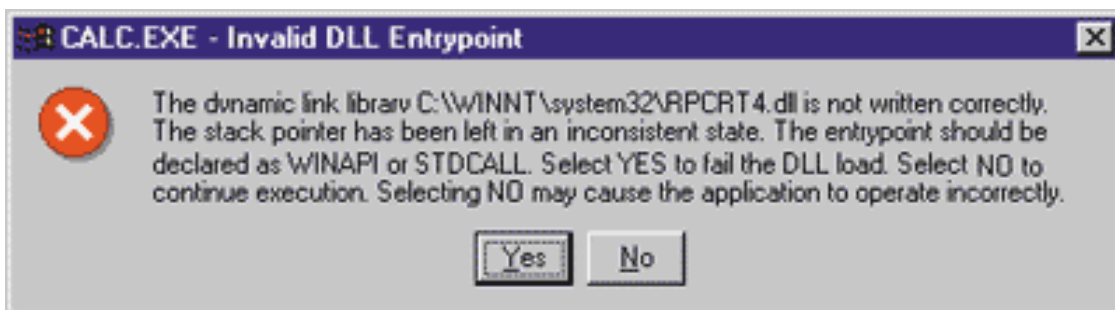 CALC.EXE - Invalid DLL Entrypoint
The dynamic link library C:\WINNT\system32\RPCRT4.dll is not written correctly.
The stack pointer has been left in an inconsistent state. The entrypoint should be
declared as WINAPI or STDCALL. Select YES to fail the DLL load. Select NO to
continue execution. Selecting NO may cause the application to operate incorrectly.
Yes No